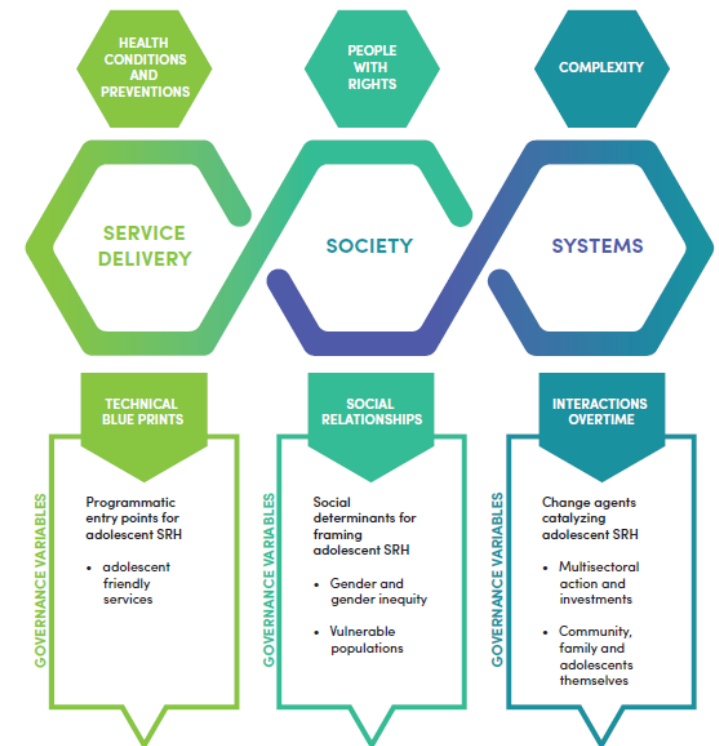 HEALTH
CONDITIONS
AND
PREVENTIONS
PEOPLE
WITH
RIGHTS
COMPLEXITY
SERVICE
DELIVERY
SOCIETY
SYSTEMS
TECHNICAL
BLUE PRINTS
SOCIAL
RELATIONSHIPS
INTERACTIONS
OVERTIME
GOVERNANCE VARIABLES
Programmatic
entry points for
adolescent SRH
• adolescent
friendly
services
GOVERNANCE VARIABLES
Social
determinants for
framing
adolescent SRH
• Gender and
gender inequity
• Vulnerable
populations
GOVERNANCE VARIABLES
Change agents
catalyzing
adolescent SRH
• Multisectoral
action and
investments
• Community,
family and
adolescents
themselves